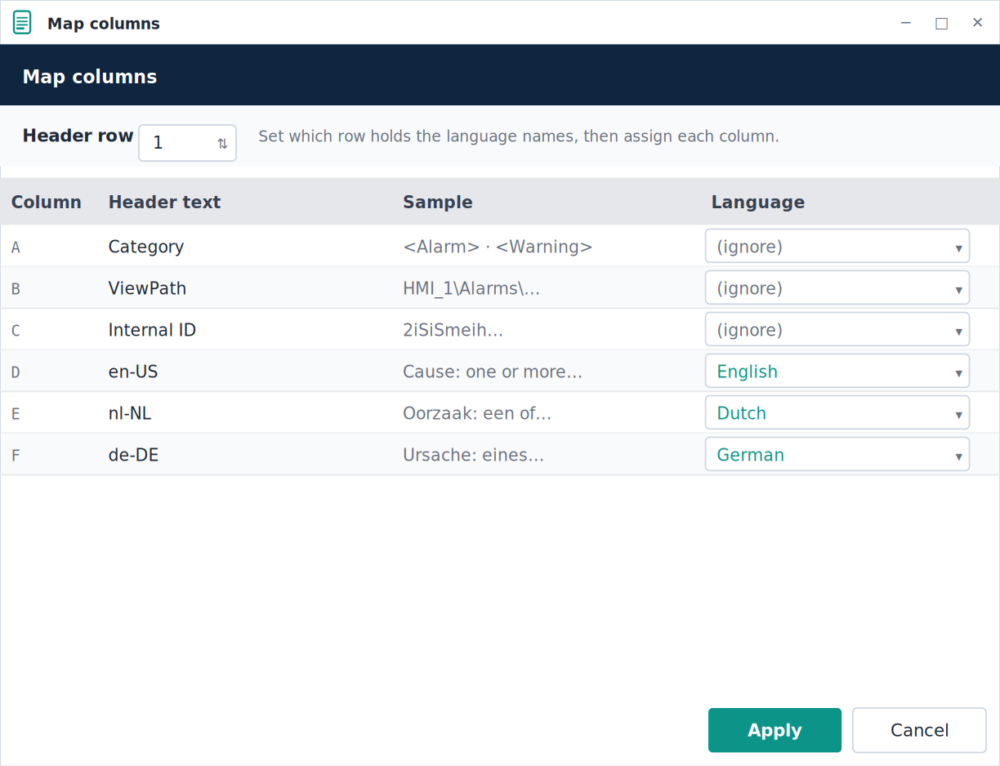 Map columns
Map columns
Header row 1 Set which row holds the language names, then assign each column.
Column Header text Sample Language
A Category <Alarm> · <Warning> (ignore)
B ViewPath HMI_1\Alarms\... (ignore)
C Internal ID 2iSiSmeih... (ignore)
D en-US Cause: one or more... English
E nl-NL Oorzaak: een of... Dutch
F de-DE Ursache: eines... German
Apply Cancel